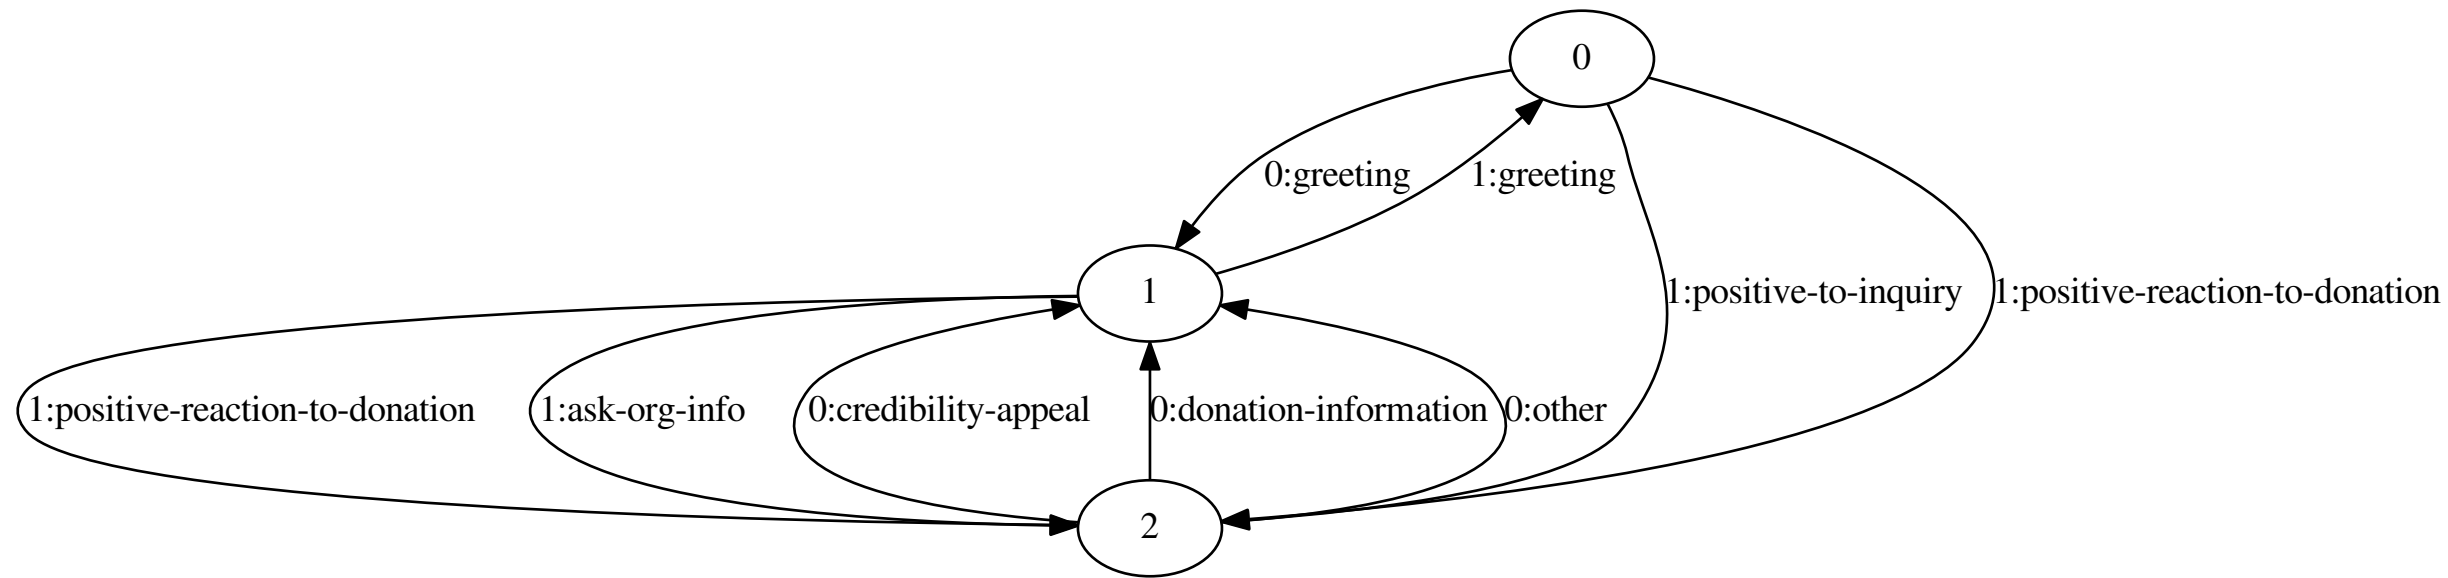 0
0:greeting
1:greeting
1
1:positive-to-inquiry
1:positive-reaction-to-donation
1:positive-reaction-to-donation
1:ask-org-info
0:credibility-appeal
0:donation-information
0:other
2